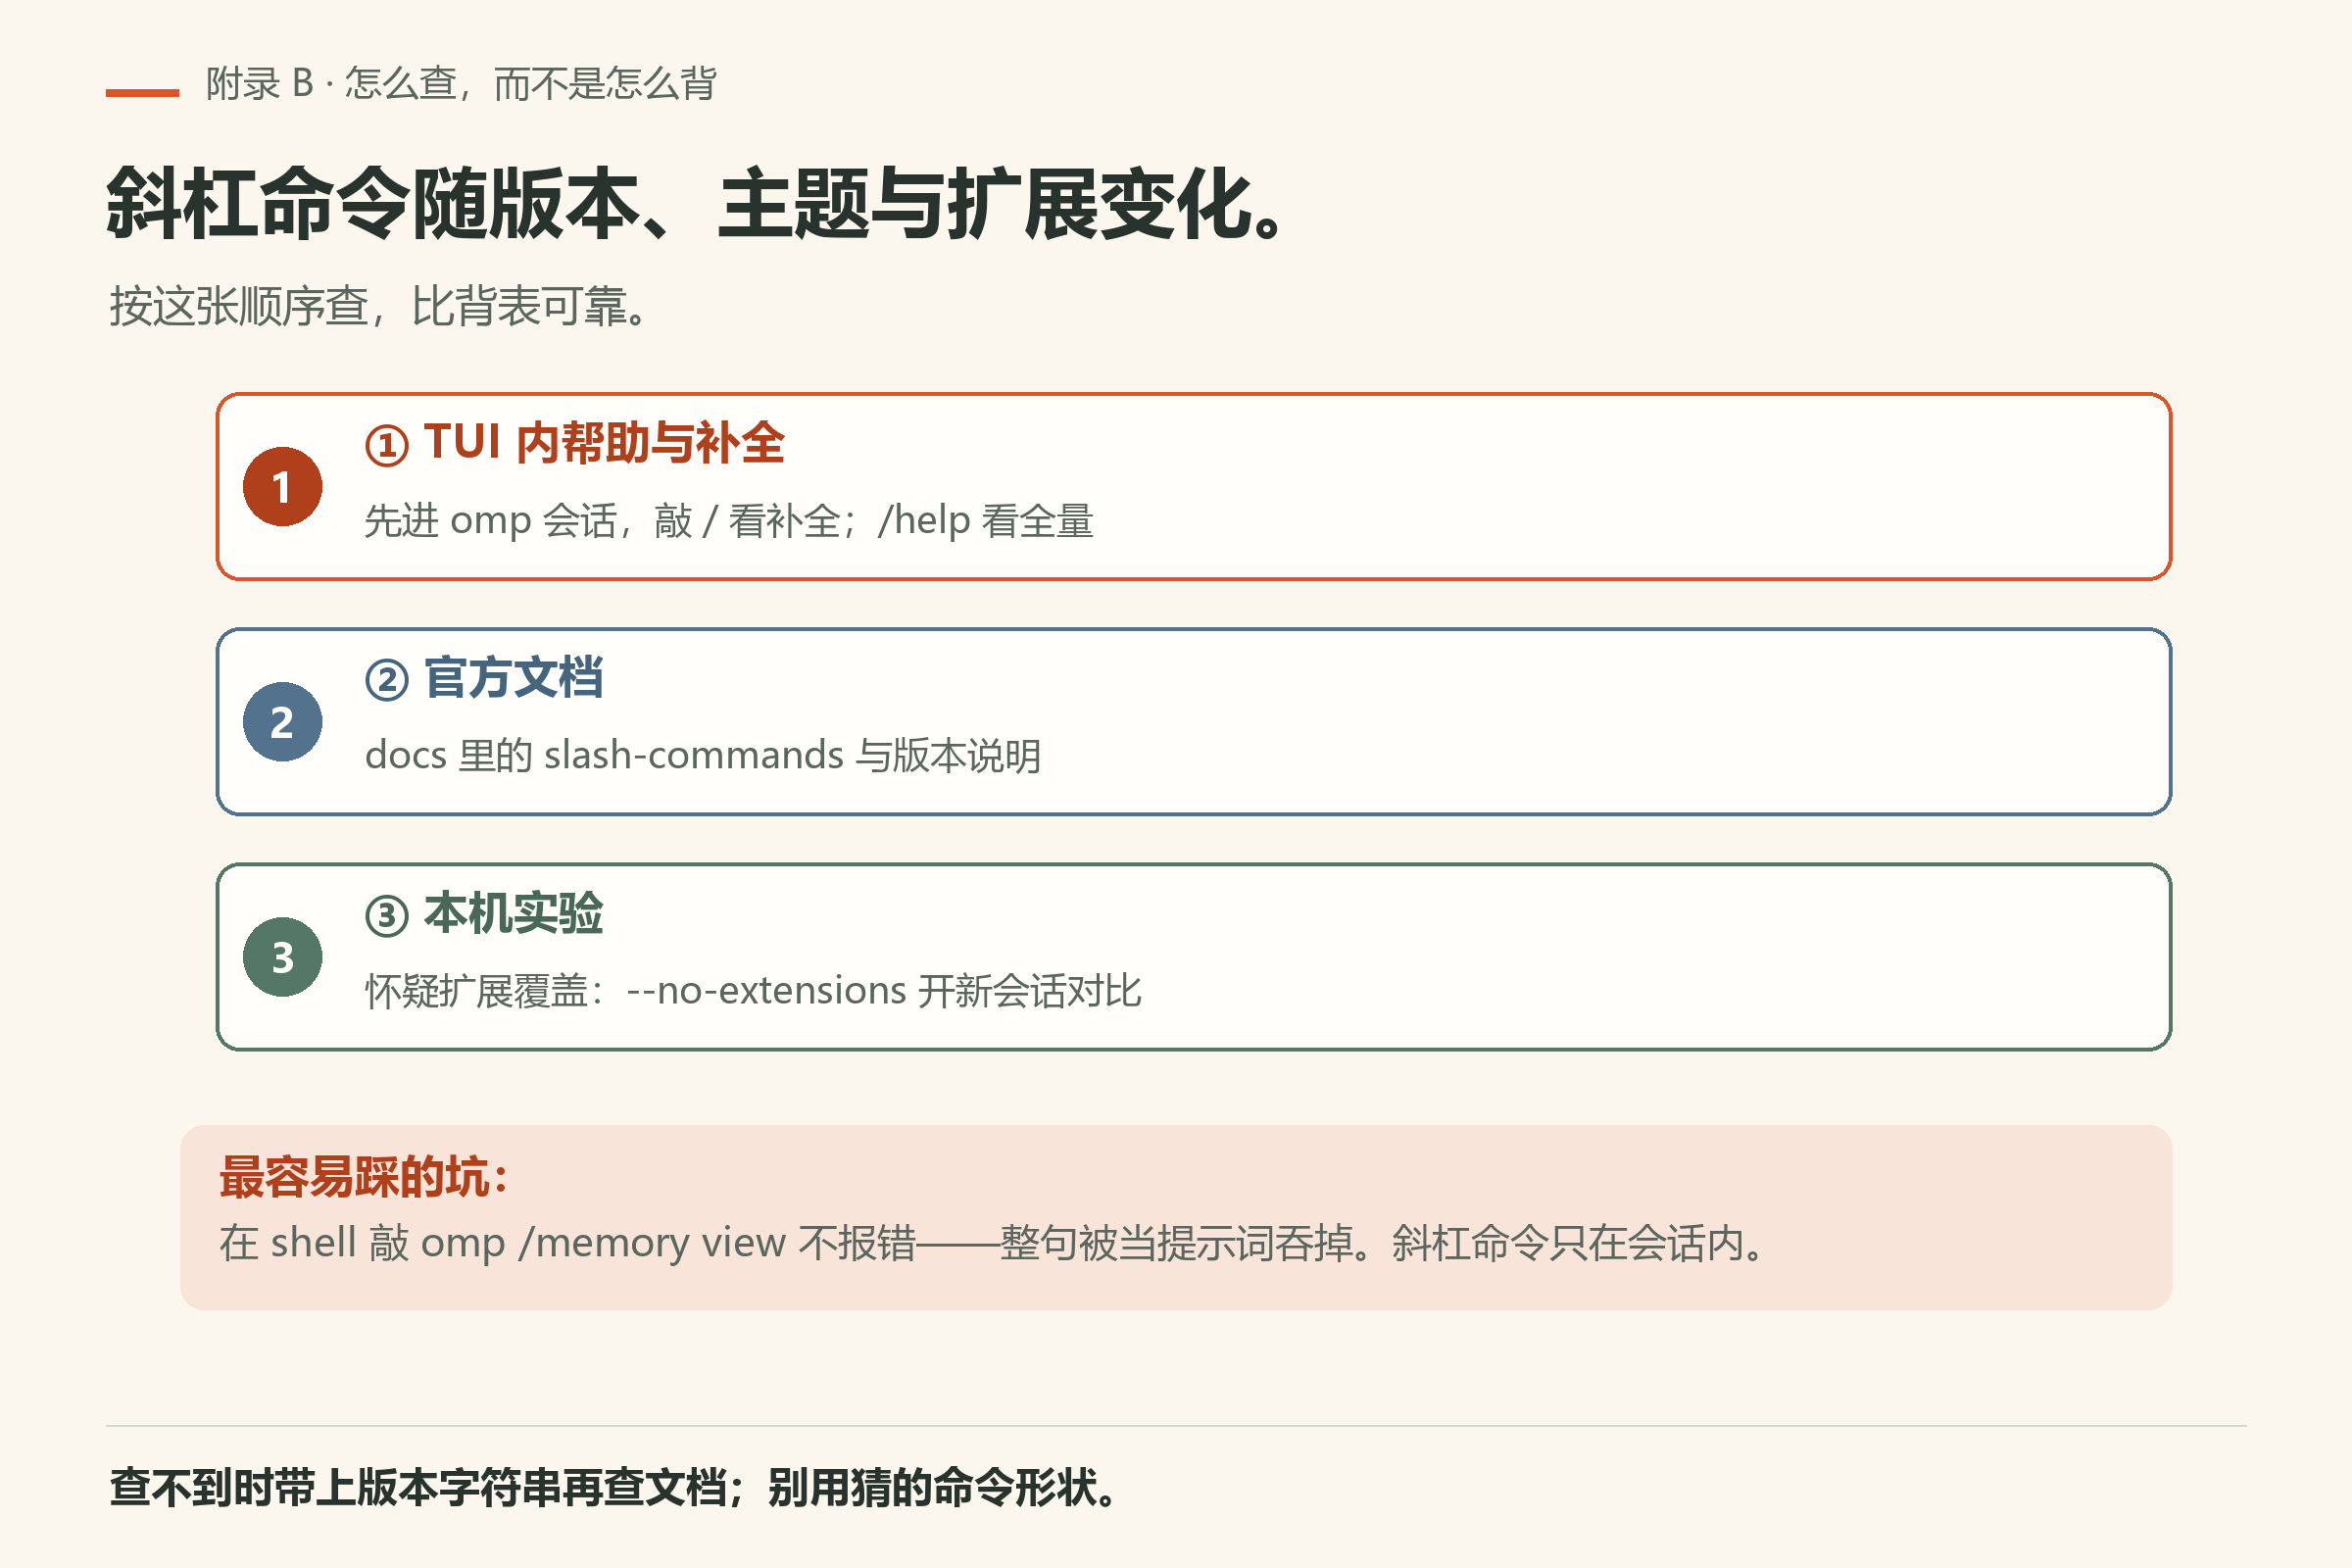 附录 B · 怎么查，而不是怎么背
斜杠命令随版本、主题与扩展变化。
按这张顺序查，比背表可靠。
① TUI 内帮助与补全
1
先进 omp 会话，敲 / 看补全；/help 看全量
② 官方文档
2
docs 里的 slash-commands 与版本说明
③ 本机实验
3
怀疑扩展覆盖：--no-extensions 开新会话对比
最容易踩的坑：
在 shell 敲 omp /memory view 不报错——整句被当提示词吞掉。斜杠命令只在会话内。
查不到时带上版本字符串再查文档；别用猜的命令形状。